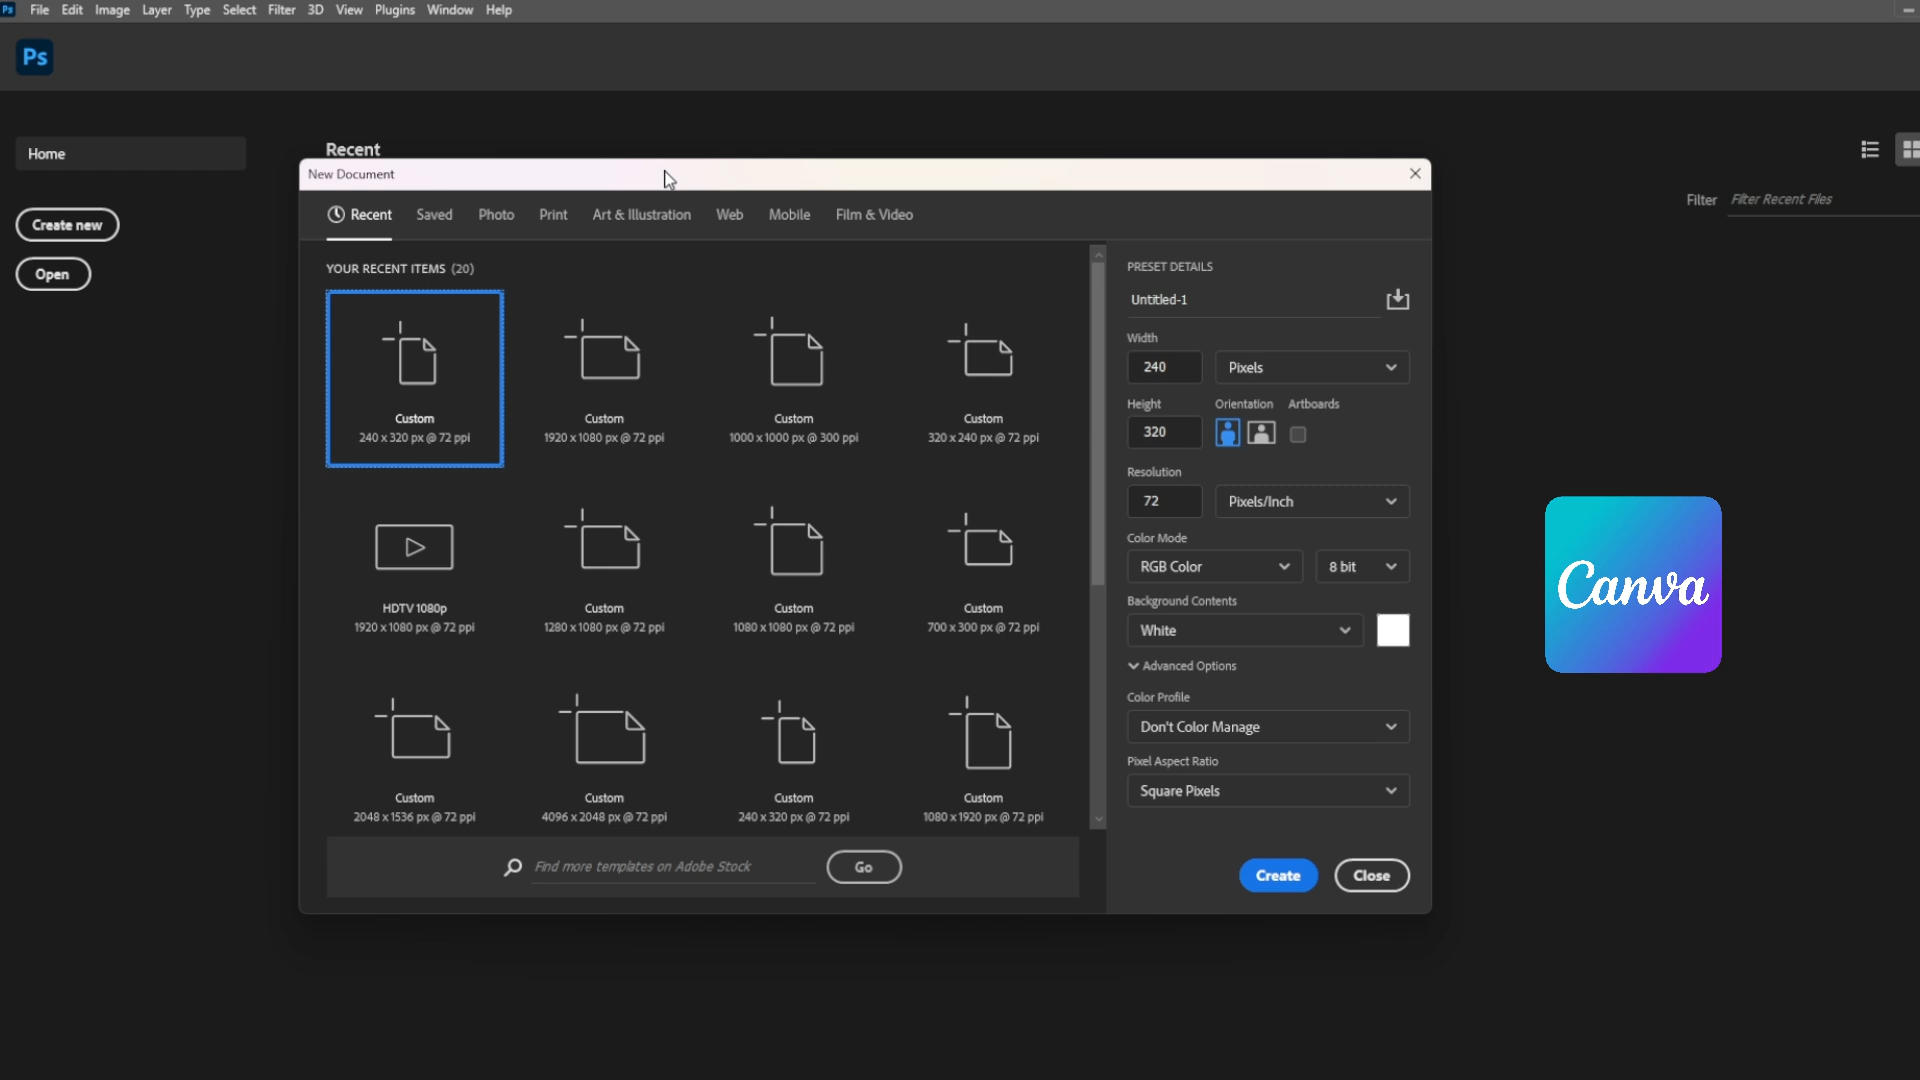 Ps File Edit Image Layer Type Select Filter 3D View Plugins Window Help
Ps
Home
Create new
Open
Recent
Filter Filter Recent Files
New Document
Recent Saved Photo Print Art & Illustration Web Mobile Film & Video
YOUR RECENT ITEMS (20)
Custom Custom Custom Custom
240 x 320 px @ 72 ppi 1920 x 1080 px @ 72 ppi 1000 x 1000 px @ 300 ppi 320 x 240 px @ 72 ppi
HDTV 1080p Custom Custom Custom
1920 x 1080 px @ 72 ppi 1280 x 1080 px @ 72 ppi 1080 x 1080 px @ 72 ppi 700 x 300 px @ 72 ppi
Custom Custom Custom Custom
2048 x 1536 px @ 72 ppi 4096 x 2048 px @ 72 ppi 240 x 320 px @ 72 ppi 1080 x 1920 px @ 72 ppi
Find more templates on Adobe Stock Go
PRESET DETAILS
Untitled-1
Width
240 Pixels
Height Orientation Artboards
320
Resolution
72 Pixels/Inch
Color Mode
RGB Color 8 bit
Background Contents
White
Advanced Options
Color Profile
Don't Color Manage
Pixel Aspect Ratio
Square Pixels
Create Close
Canva